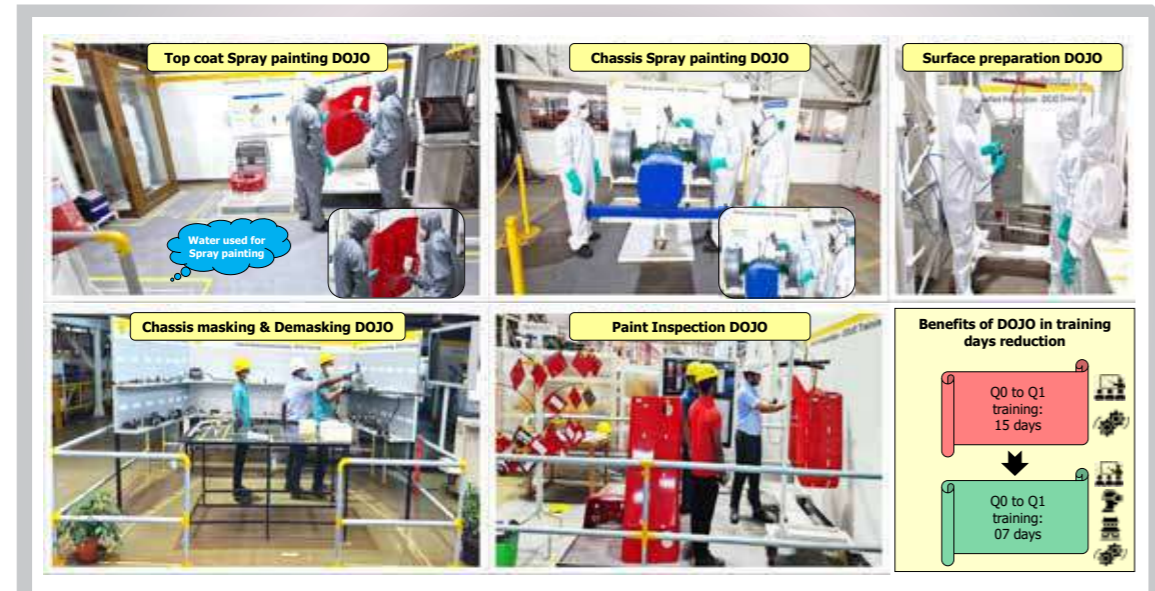 Top coat Spray painting DOJO
Chassis Spray painting DOJO
Surface preparation DOJO
Water used for
Spray painting
Chassis masking & Demasking DOJO
Paint Inspection DOJO
Benefits of DOJO in training
days reduction
Q0 to Q1
training:
15 days
Q0 to Q1
training:
07 days